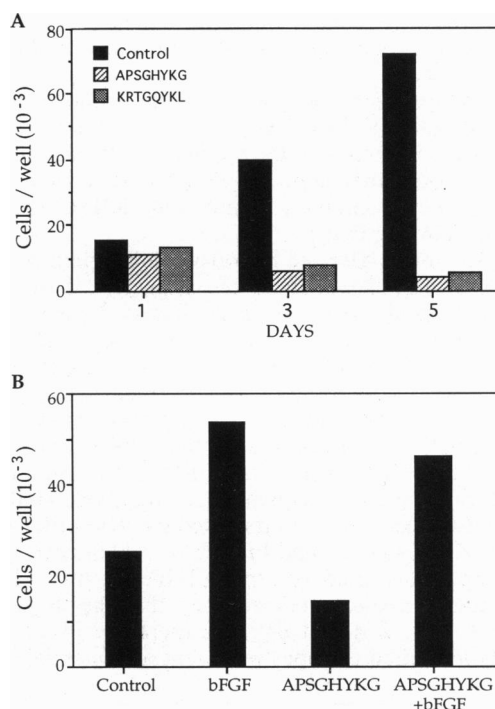 A
80
60
40
20
0
Cells / well (10⁻³)
Control
APSGHYKG
KRTGQYKL
1 3 5
DAYS
B
60
40
20
0
Cells / well (10⁻³)
Control bFGF APSGHYKG APSGHYKG
+bFGF